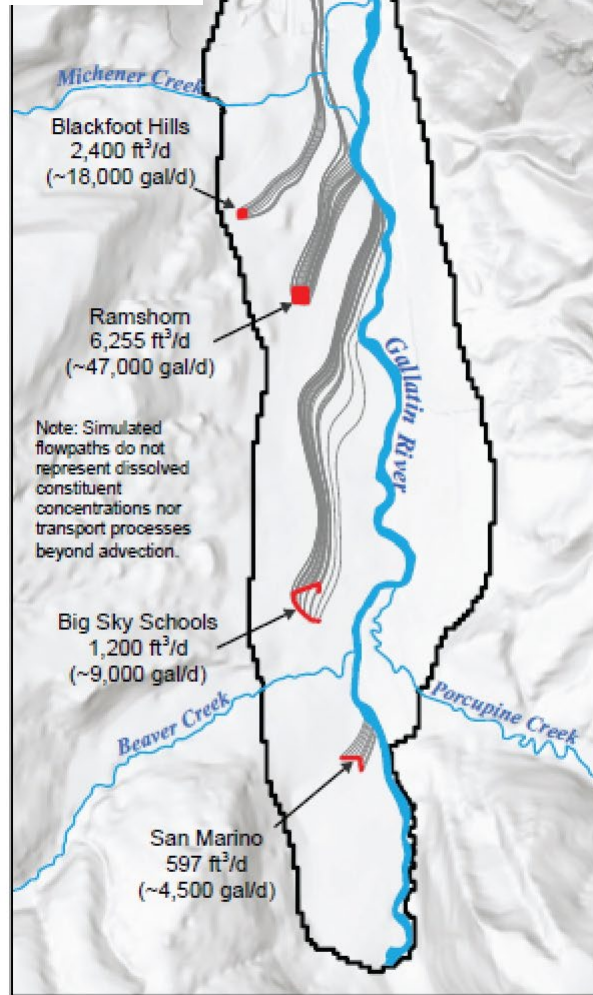 Michener Creek
Blackfoot Hills
2,400 ft³/d
(~18,000 gal/d)
Ramshorn
6,255 ft³/d
(~47,000 gal/d)
Gallatin River
Note: Simulated
flowpaths do not
represent dissolved
constituent
concentrations nor
transport processes
beyond advection.
Big Sky Schools
1,200 ft³/d
(~9,000 gal/d)
Beaver Creek
Porcupine Creek
San Marino
597 ft³/d
(~4,500 gal/d)